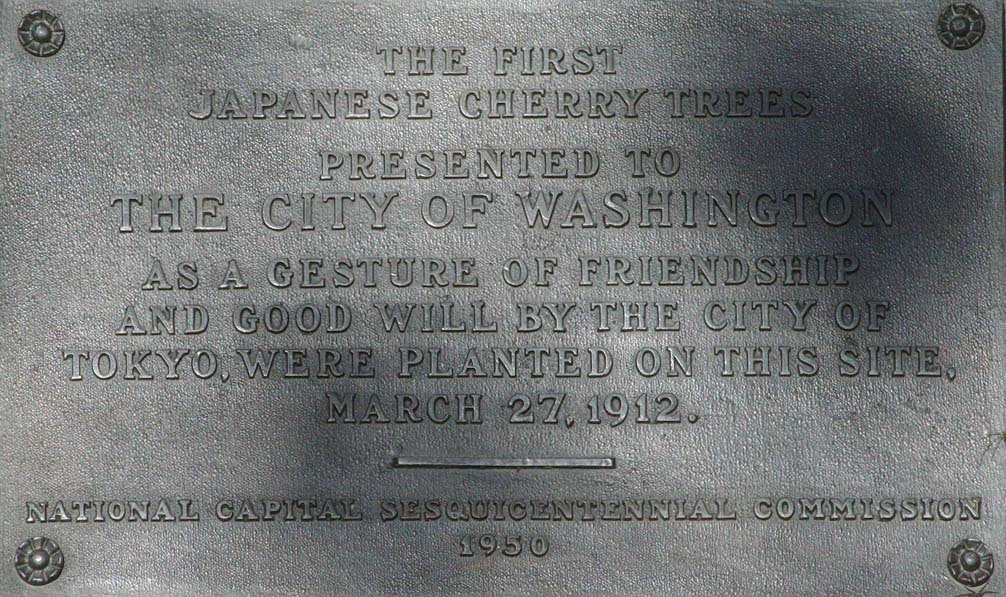 THE FIRST
JAPANESE CHERRY TREES
PRESENTED TO
THE CITY OF WASHINGTON
AS A GESTURE OF FRIENDSHIP
AND GOOD WILL BY THE CITY OF
TOKYO, WERE PLANTED ON THIS SITE,
MARCH 27, 1912.
NATIONAL CAPITAL SESQUICENTENNIAL COMMISSION
1950